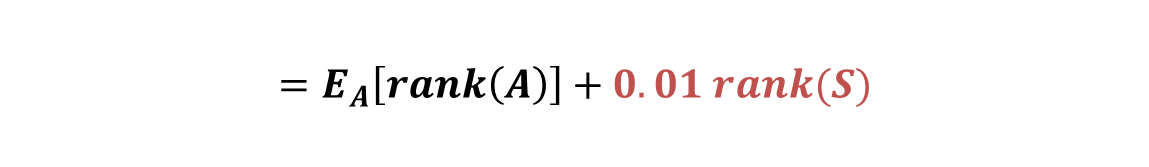 = E_A[rank(A)] + 0.01 rank(S)